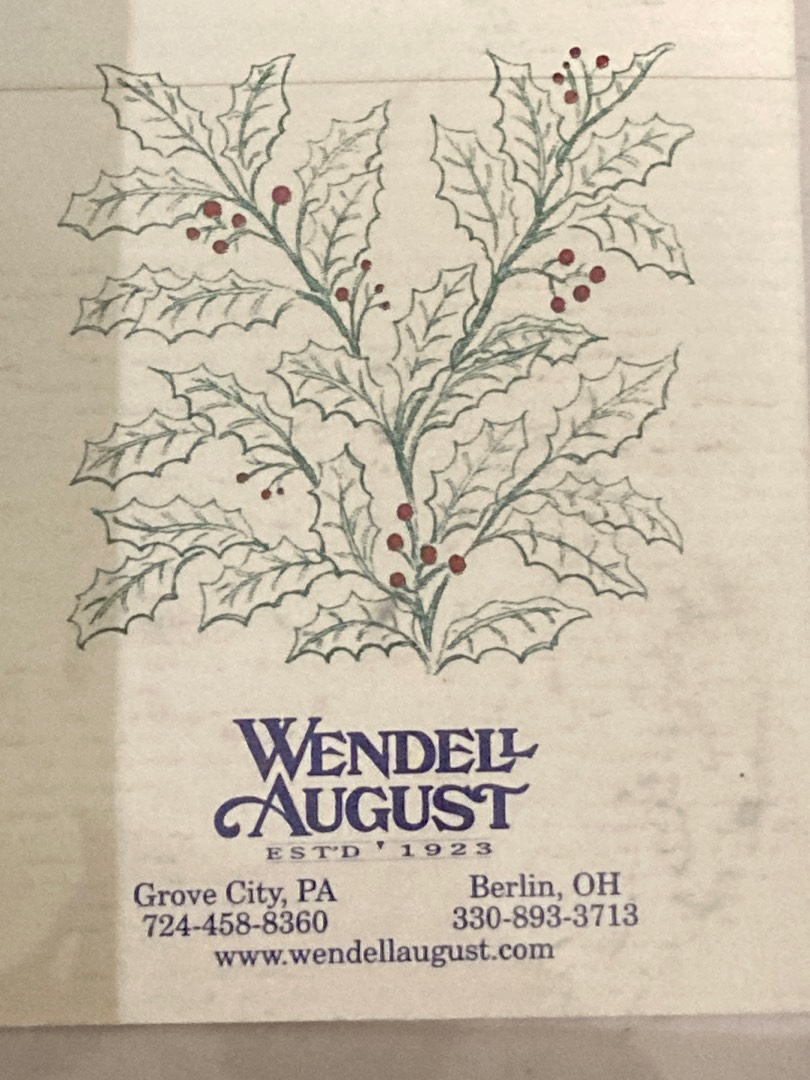 WENDELL
AUGUST
EST'D ' 1923
Grove City, PA
724-458-8360
Berlin, OH
330-893-3713
www.wendellaugust.com